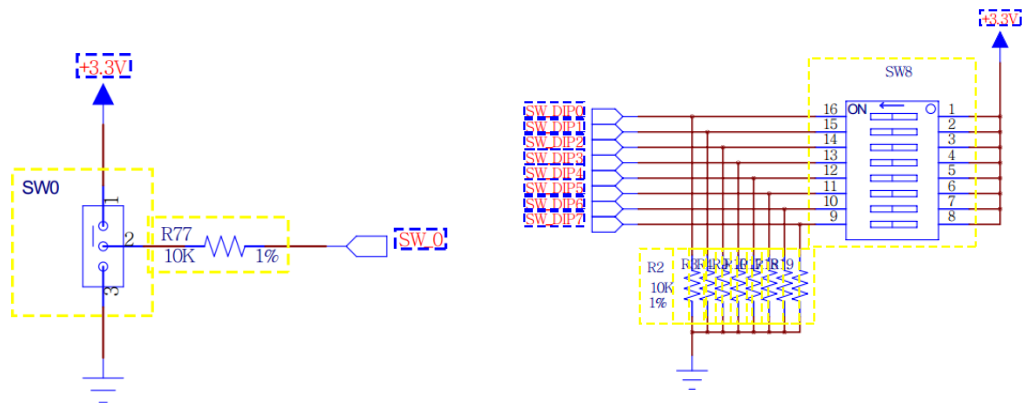 +3.3V
SW0
1
2
3
R77
10K
1%
SW_0
+3.3V
SW8
ON
SW_DIP0
SW_DIP1
SW_DIP2
SW_DIP3
SW_DIP4
SW_DIP5
SW_DIP6
SW_DIP7
16
15
14
13
12
11
10
9
1
2
3
4
5
6
7
8
R2
10K
1%